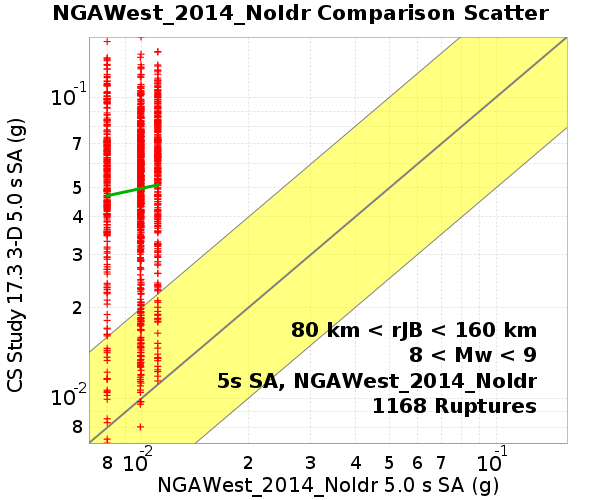 NGAWest_2014_NoIdr Comparison Scatter
CS Study 17.3 3-D 5.0 s SA (g)
10-1
7
5
4
3
2
10-2
8
80 km < rJB < 160 km
8 < Mw < 9
5s SA, NGAWest_2014_NoIdr
1168 Ruptures
8 10-2 2 3 4 5 6 7 10-1
NGAWest_2014_NoIdr 5.0 s SA (g)